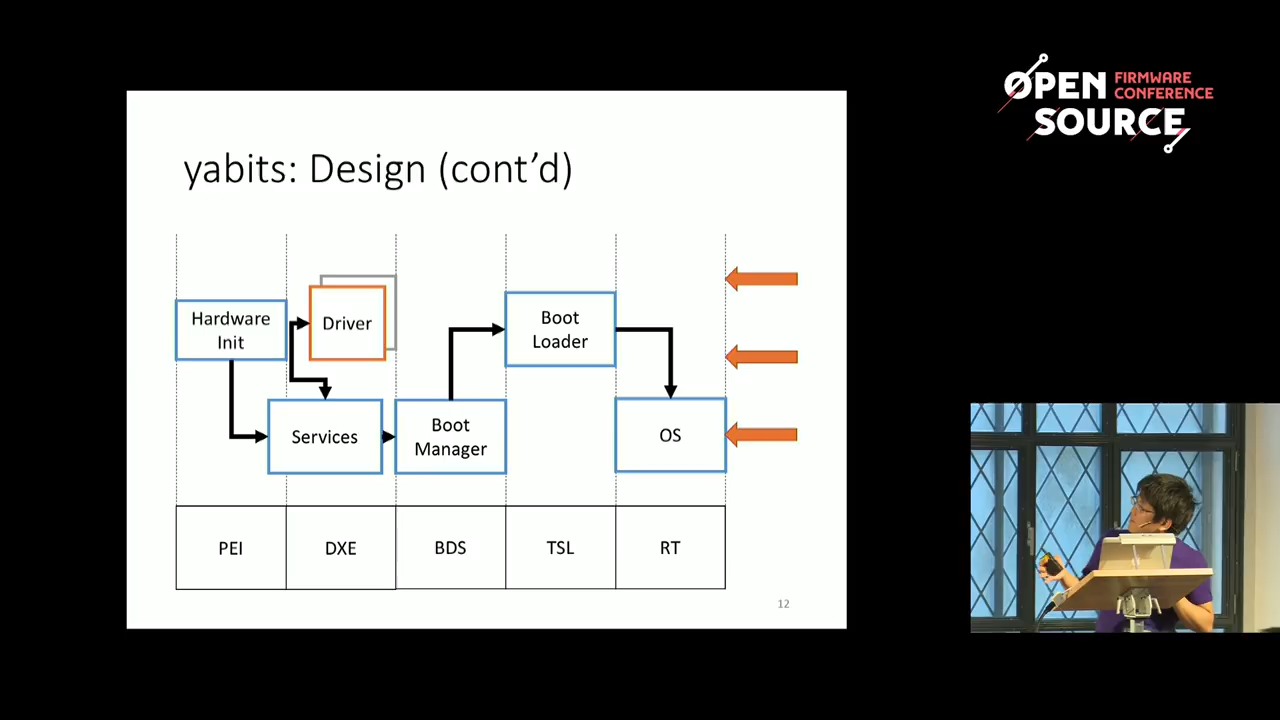 OPEN FIRMWARE
CONFERENCE
SOURCE
yabits: Design (cont’d)
Hardware
Init
Driver
Services
Boot
Manager
Boot
Loader
OS
PEI
DXE
BDS
TSL
RT
12